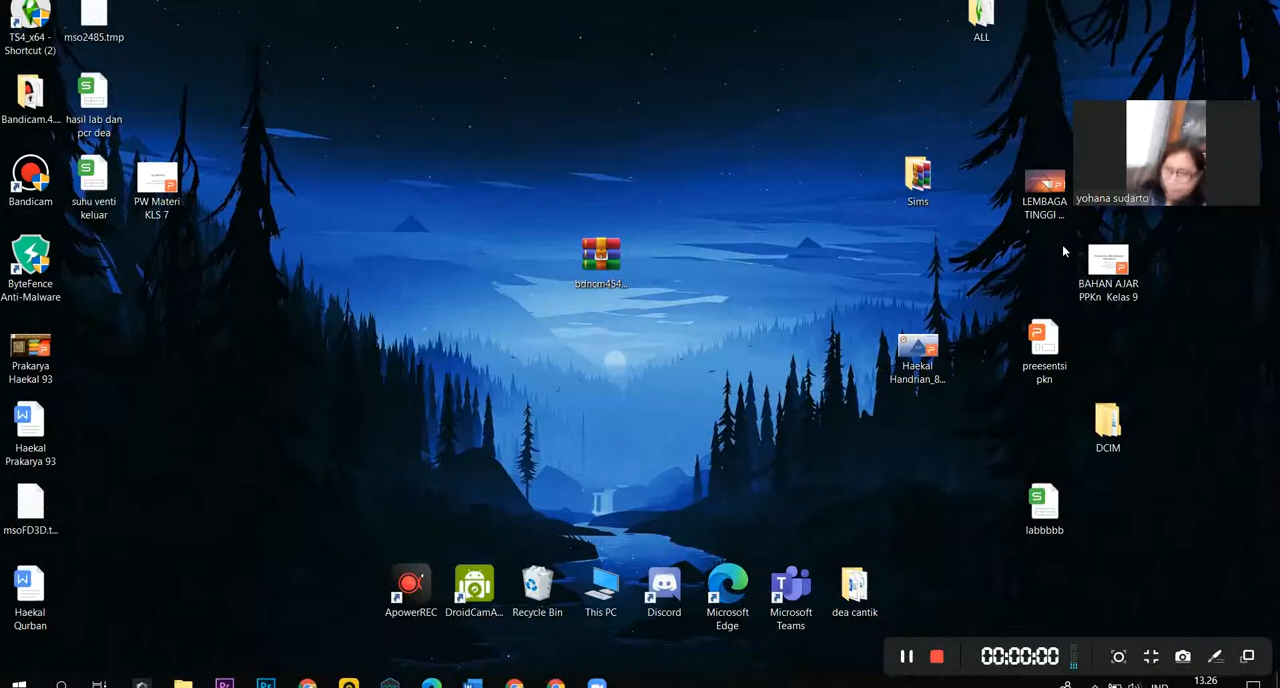 TS4_x64 -
Shortcut (2)
mso2485.tmp
ALL
Bandicam.4....
hasil lab dan
pcr dea
Bandicam
suhu venti
keluar
PW Materi
KLS 7
Sims
LEMBAGA
TINGGI ...
yohana sudarto
ByteFence
Anti-Malware
bdncm454...
BAHAN AJAR
PPKn Kelas 9
Prakarya
Haekal 93
Haekal
Handrian_8...
preesentsi
pkn
Haekal
Prakarya 93
DCIM
msoFD3D.t...
labbbbb
Haekal
Qurban
ApowerREC
DroidCamA...
Recycle Bin
This PC
Discord
Microsoft
Edge
Microsoft
Teams
dea cantik
00:00:00
IND
13.26